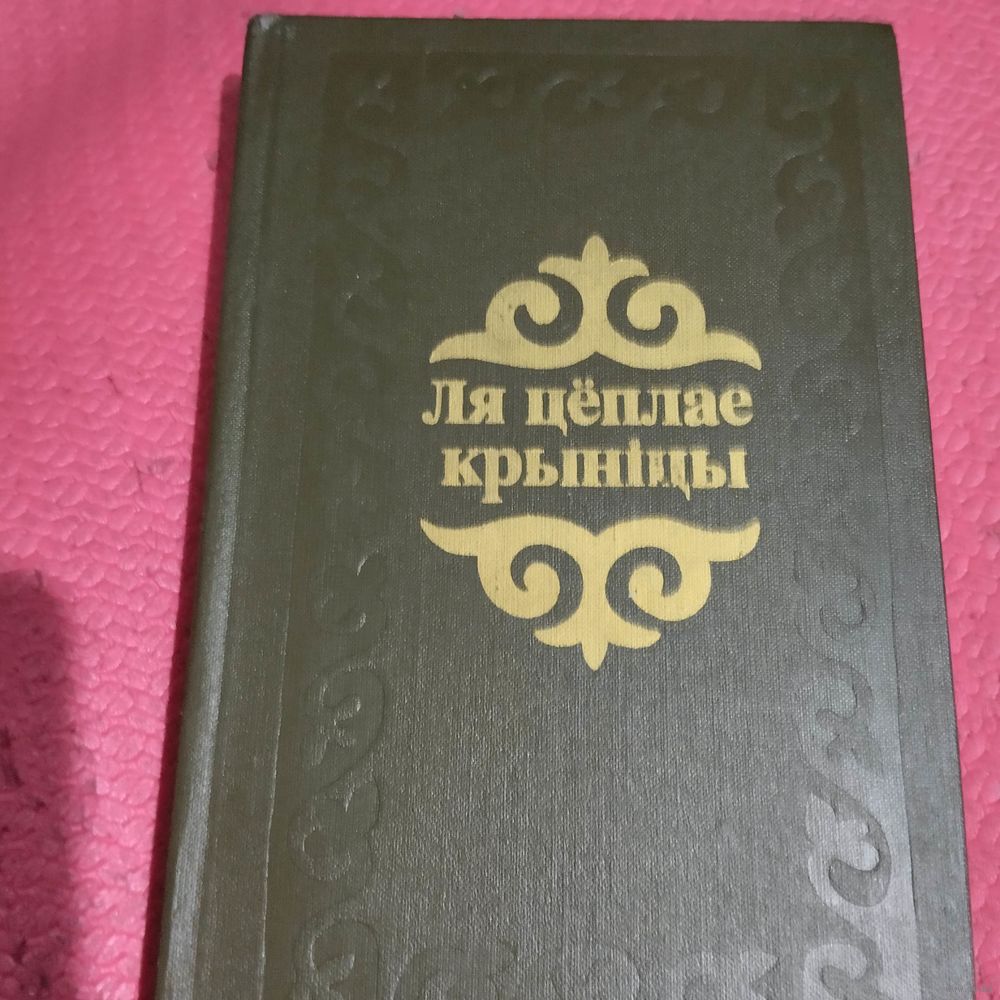 Ля цёплае
крыніцы